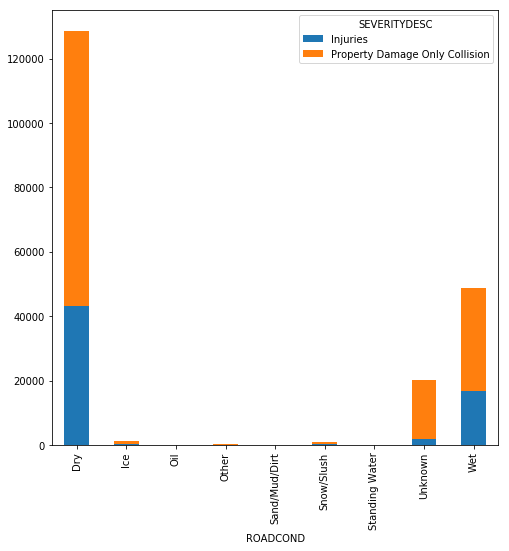 SEVERITYDESC
Injuries
Property Damage Only Collision
120000
100000
80000
60000
40000
20000
0
Dry
Ice
Oil
Other
Sand/Mud/Dirt
Snow/Slush
Standing Water
Unknown
Wet
ROADCOND